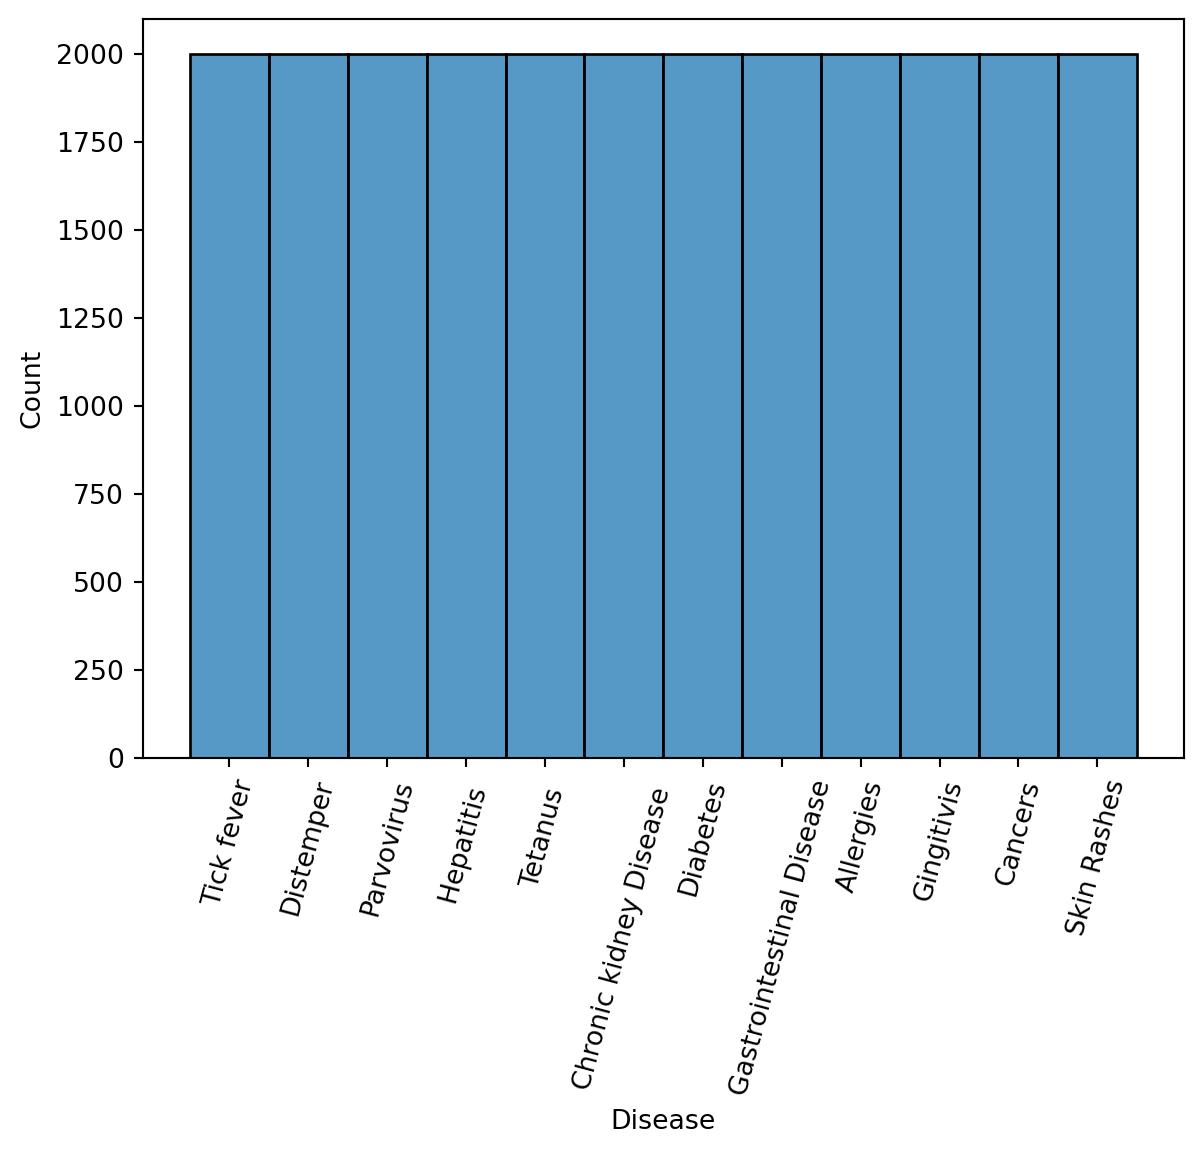 2000
1750
1500
1250
1000
750
500
250
0
Count
Tick fever
Distemper
Parvovirus
Hepatitis
Tetanus
Chronic kidney Disease
Diabetes
Gastrointestinal Disease
Allergies
Gingitivis
Cancers
Skin Rashes
Disease